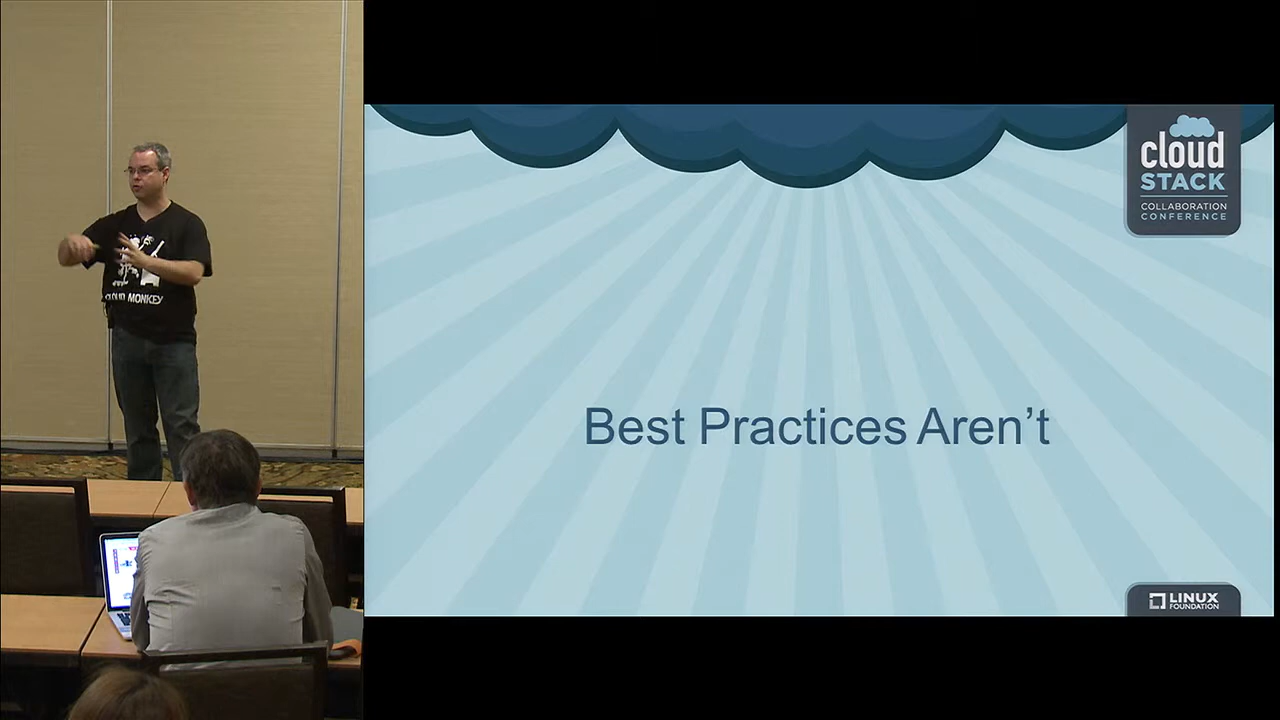 CLOUD MONKEY
cloud
STACK
COLLABORATION
CONFERENCE
Best Practices Aren't
LINUX
FOUNDATION